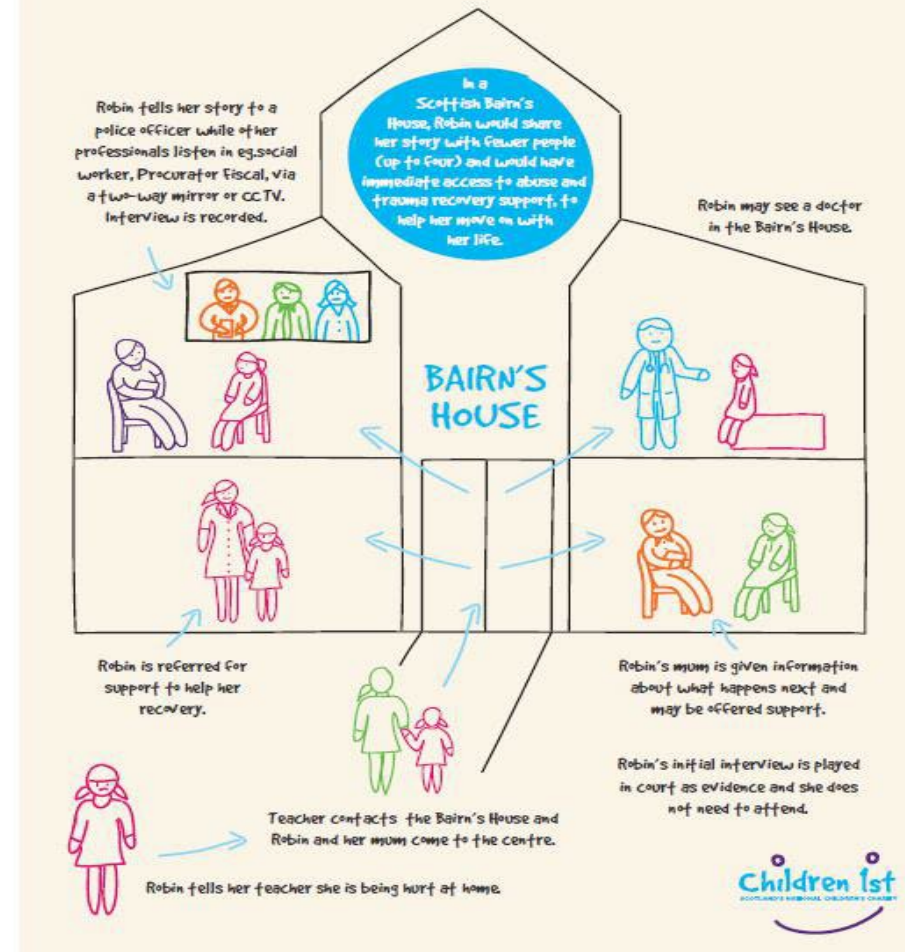 In a
Scottish Bairn's
House, Robin would share
her story with fewer people
(up to four) and would have
immediate access to abuse and
trauma recovery support, to
help her move on with
her life.
Robin tells her story to a
police officer while other
professionals listen in eg.social
worker, Procurator Fiscal, via
a two-way mirror or CCTV.
Interview is recorded.
Robin may see a doctor
in the Bairn's House.
BAIRN'S
HOUSE
Robin is referred for
support to help her
recovery.
Robin's mum is given information
about what happens next and
may be offered support.
Robin's initial interview is played
in court as evidence and she does
not need to attend.
Teacher contacts the Bairn's House and
Robin and her mum come to the centre.
Robin tells her teacher she is being hurt at home.
Children 1st
SCOTLAND'S NATIONAL CHILDREN'S CHARITY